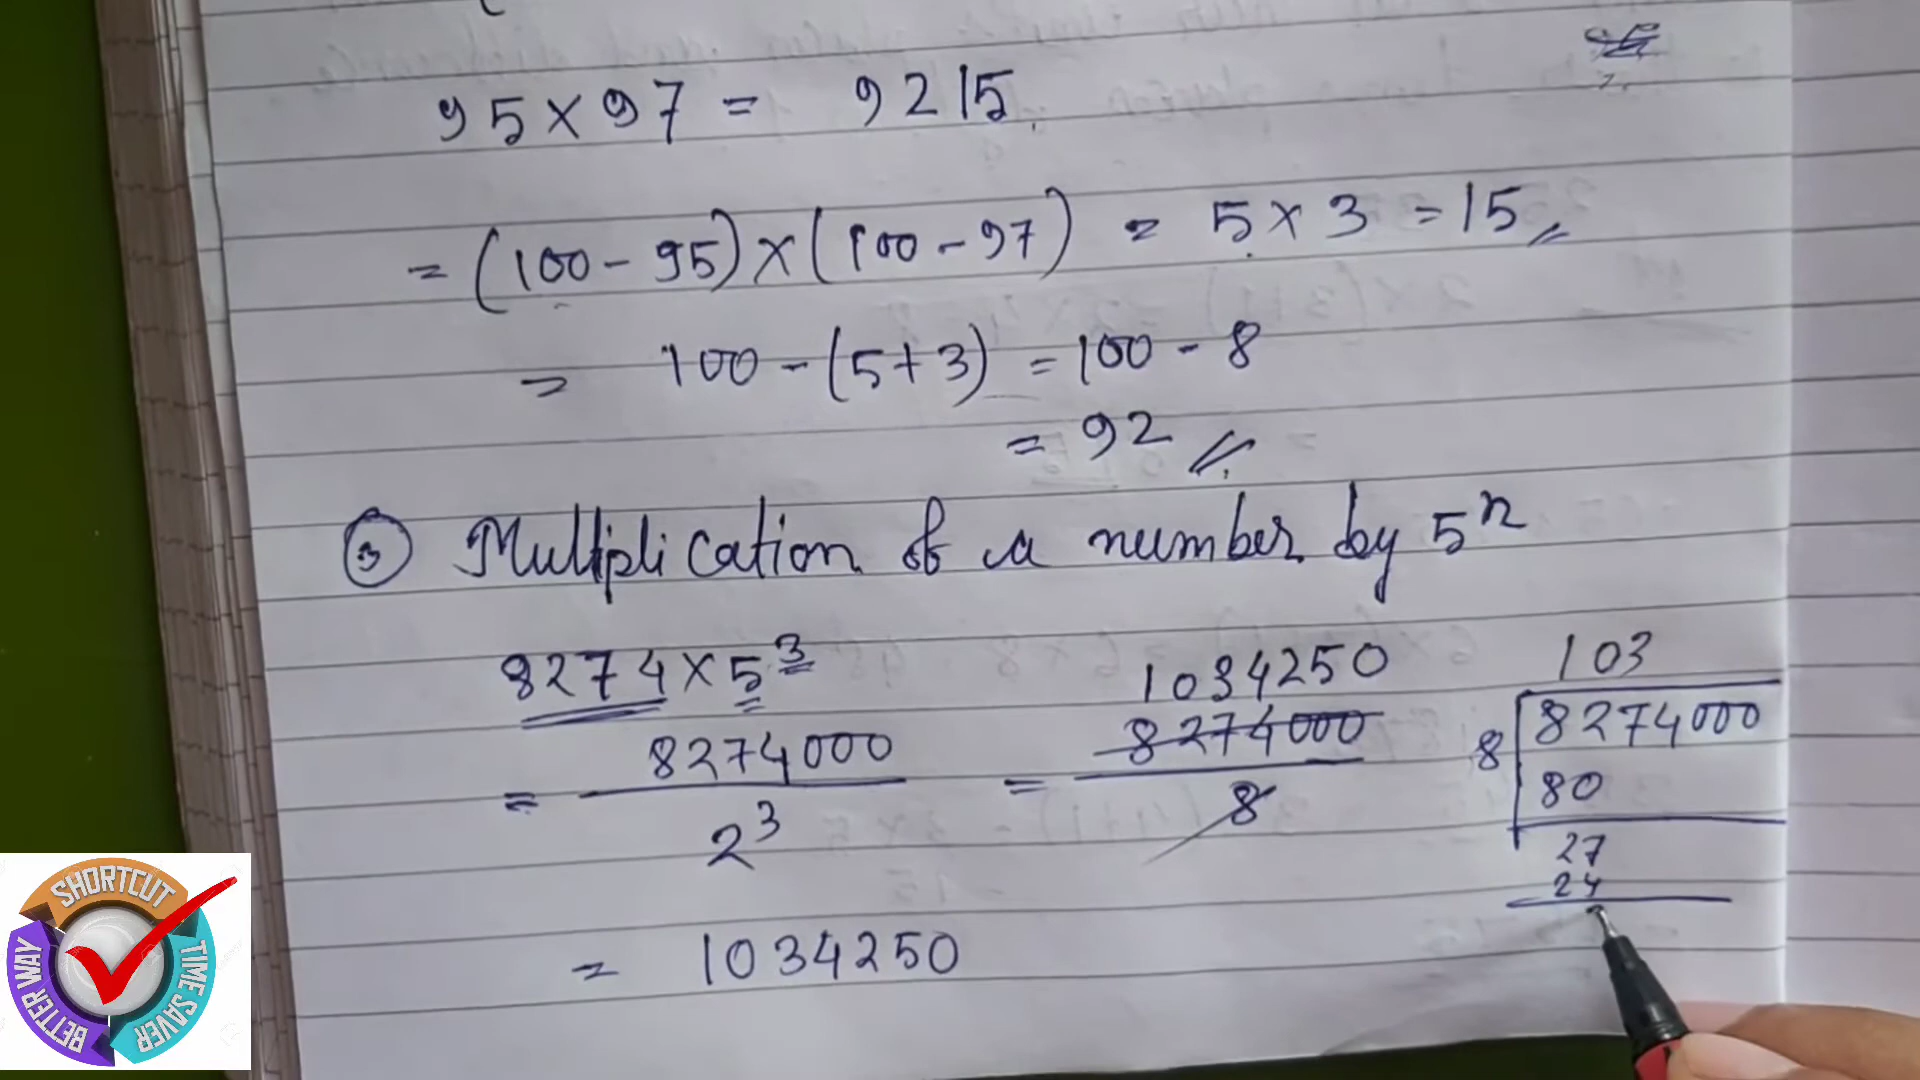 95 × 97 = 9215
= (100 - 95) × (100 - 97) = 5 × 3 = 15
= 100 - (5+3) = 100 - 8
= 92
③ Multiplication of a number by 5ⁿ
8274 × 5³
= 8274000 / 2³ = 8274000 / 8
1034250
= 1034250
103
8 8274000
80
27
24
SHORTCUT
TIME SAVER
BETTER WAY